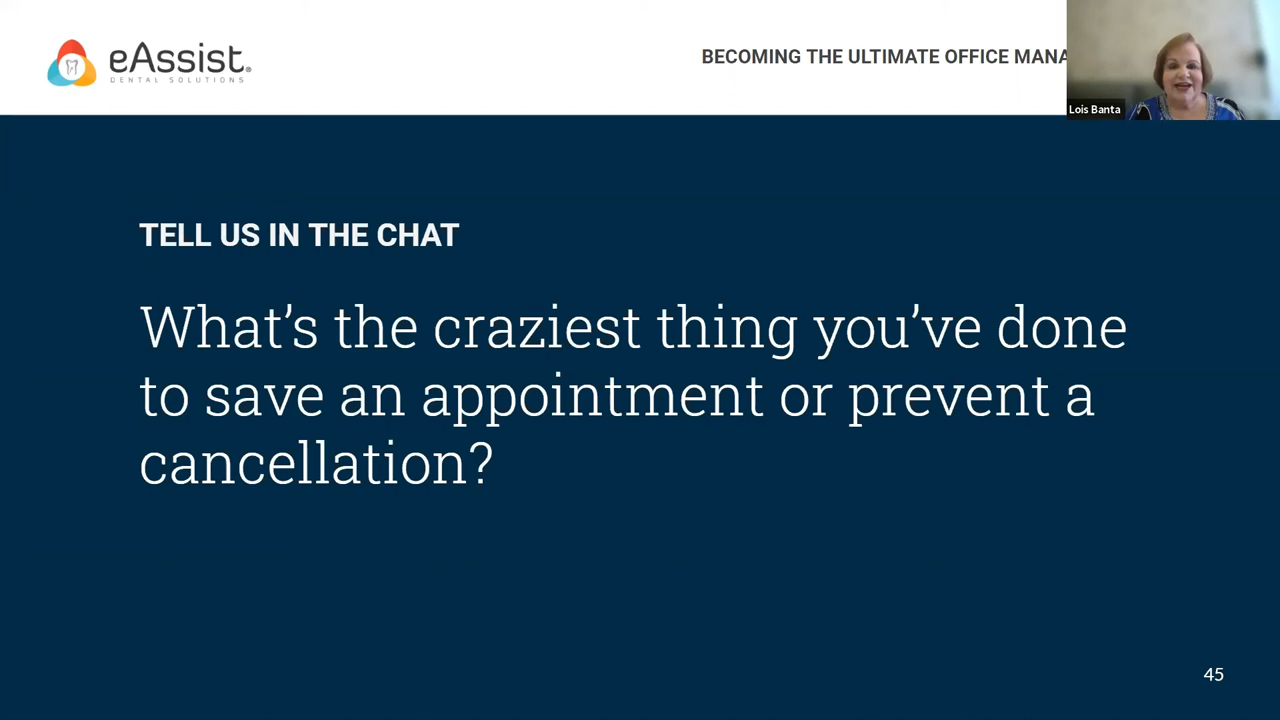 eAssist.
DENTAL SOLUTIONS
BECOMING THE ULTIMATE OFFICE MANA
Lois Banta
TELL US IN THE CHAT
What’s the craziest thing you’ve done
to save an appointment or prevent a
cancellation?
45